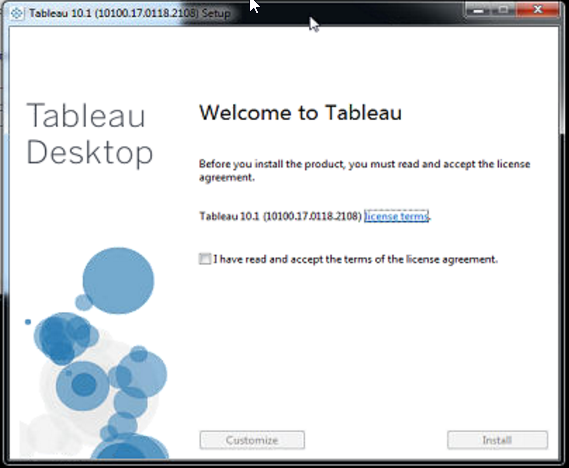 Tableau 10.1 (10100.17.0118.2108) Setup
Tableau
Desktop
Welcome to Tableau
Before you install the product, you must read and accept the license
agreement.
Tableau 10.1 (10100.17.0118.2108) license terms.
I have read and accept the terms of the license agreement.
Customize
Install